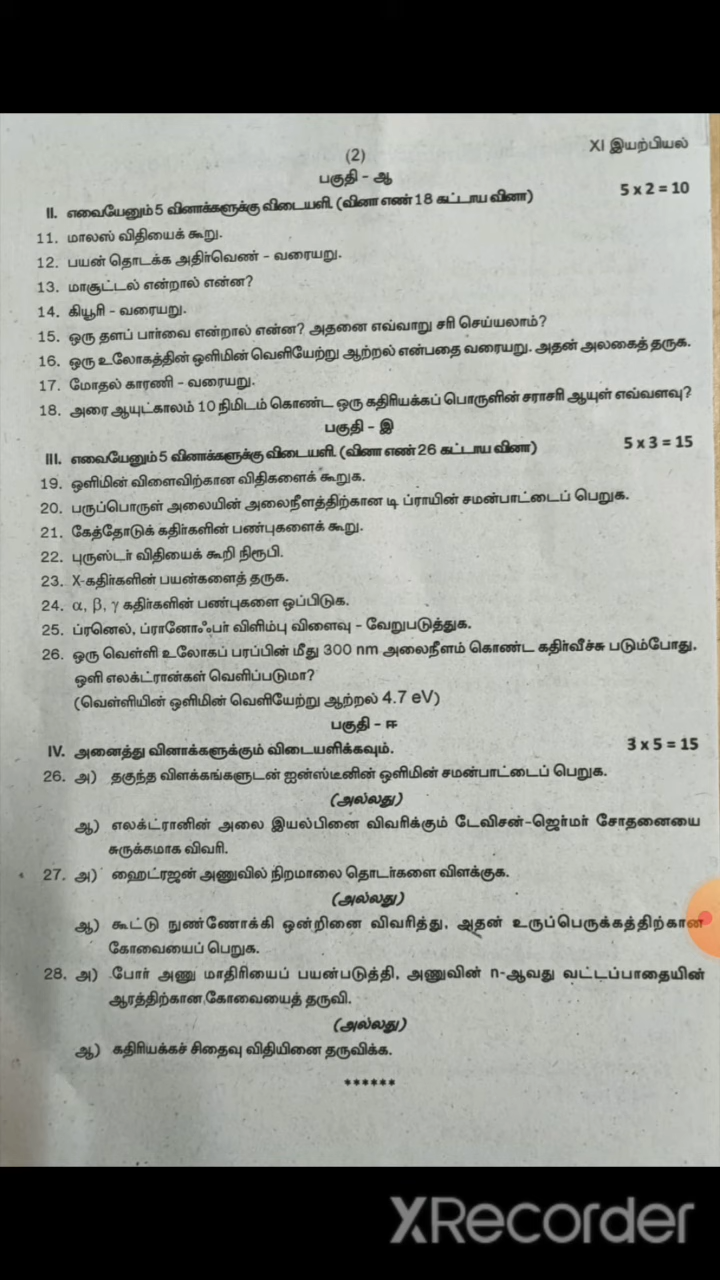 XI இயற்பியல்
(2)
பகுதி - ஆ
II. எவையேனும் 5 வினாக்களுக்கு விடையளி. (வினா எண் 18 கட்டாய வினா) 5 x 2 = 10
11. மாலஸ் விதியைக் கூறு.
12. பயன் தொடக்க அதிர்வெண் - வரையறு.
13. மாசூட்டல் என்றால் என்ன?
14. கியூரி - வரையறு.
15. ஒரு தளப் பார்வை என்றால் என்ன? அதனை எவ்வாறு சரி செய்யலாம்?
16. ஒரு உலோகத்தின் ஒளிமின் வெளியேற்று ஆற்றல் என்பதை வரையறு. அதன் அலகைத் தருக.
17. மோதல் காரணி - வரையறு.
18. அரை ஆயுட்காலம் 10 நிமிடம் கொண்ட ஒரு கதிரியக்கப் பொருளின் சராசரி ஆயுள் எவ்வளவு?
பகுதி - இ
III. எவையேனும் 5 வினாக்களுக்கு விடையளி. (வினா எண் 26 கட்டாய வினா) 5 x 3 = 15
19. ஒளிமின் விளைவிற்கான விதிகளைக் கூறுக.
20. பருப்பொருள் அலையின் அலைநீளத்திற்கான டி ப்ராயின் சமன்பாட்டைப் பெறுக.
21. கேத்தோடுக் கதிர்களின் பண்புகளைக் கூறு.
22. புருஸ்டர் விதியைக் கூறி நிரூபி.
23. X-கதிர்களின் பயன்களைத் தருக.
24. α, β, γ கதிர்களின் பண்புகளை ஒப்பிடுக.
25. ப்ரனெல், ப்ரானோஃபர் விளிம்பு விளைவு - வேறுபடுத்துக.
26. ஒரு வெள்ளி உலோகப் பரப்பின் மீது 300 nm அலைநீளம் கொண்ட கதிர்வீச்சு படும்போது,
ஒளி எலக்ட்ரான்கள் வெளிப்படுமா?
(வெள்ளியின் ஒளிமின் வெளியேற்று ஆற்றல் 4.7 eV)
பகுதி - ஈ
IV. அனைத்து வினாக்களுக்கும் விடையளிக்கவும். 3 x 5 = 15
26. அ) தகுந்த விளக்கங்களுடன் ஐன்ஸ்டீனின் ஒளிமின் சமன்பாட்டைப் பெறுக.
(அல்லது)
ஆ) எலக்ட்ரானின் அலை இயல்பினை விவரிக்கும் டேவிசன்-ஜெர்மர் சோதனையை
சுருக்கமாக விவரி.
27. அ) ஹைட்ரஜன் அணுவில் நிறமாலை தொடர்களை விளக்குக.
(அல்லது)
ஆ) கூட்டு நுண்ணோக்கி ஒன்றினை விவரித்து, அதன் உருப்பெருக்கத்திற்கான
கோவையைப் பெறுக.
28. அ) போர் அணு மாதிரியைப் பயன்படுத்தி, அணுவின் n-ஆவது வட்டப்பாதையின்
ஆரத்திற்கான கோவையைத் தருவி.
(அல்லது)
ஆ) கதிரியக்கச் சிதைவு விதியினை தருவிக்க.
******
XRecorder